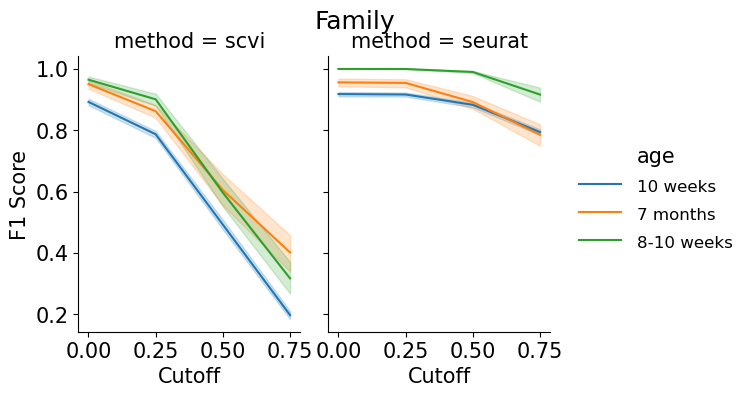 Family
method = scvi
method = seurat
F1 Score
1.0
0.8
0.6
0.4
0.2
0.00 0.25 0.50 0.75
0.00 0.25 0.50 0.75
Cutoff
Cutoff
age
10 weeks
7 months
8-10 weeks